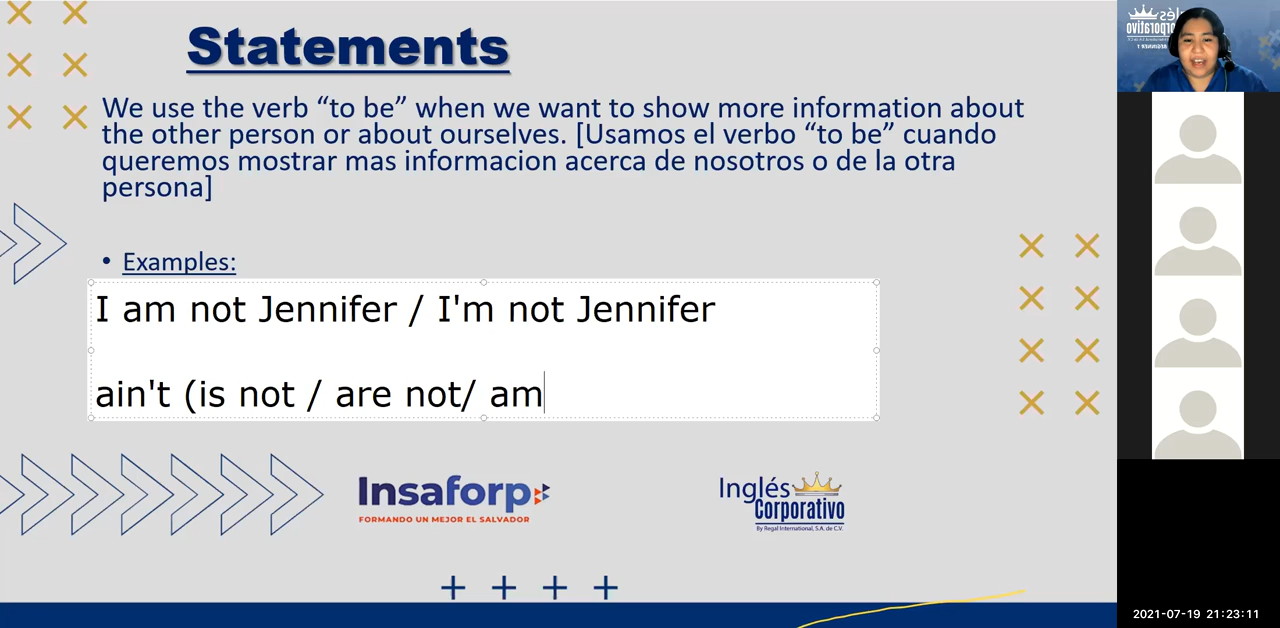 Statements
We use the verb “to be” when we want to show more information about
the other person or about ourselves. [Usamos el verbo “to be” cuando
queremos mostrar mas informacion acerca de nosotros o de la otra
persona]
• Examples:
I am not Jennifer / I'm not Jennifer
ain't (is not / are not/ am
Insaforp
FORMANDO UN MEJOR EL SALVADOR
Inglés
Corporativo
By Regal International, S.A. de C.V.
2021-07-19 21:23:11